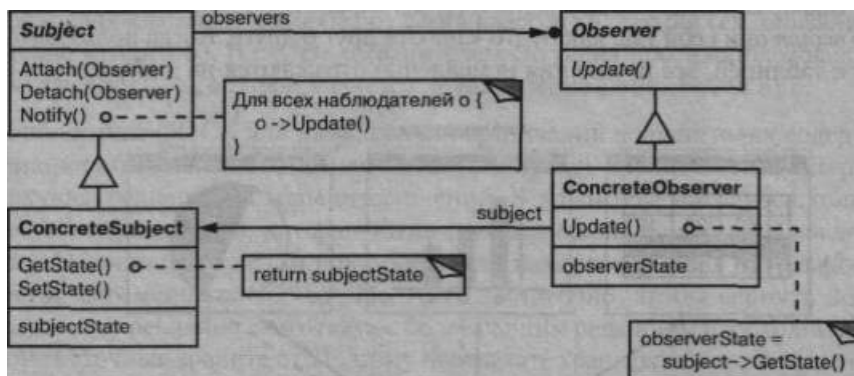 observers
Subject
Attach(Observer)
Detach(Observer)
Notify()
Для всех наблюдателей о {
о ->Update()
}
Observer
Update()
ConcreteObserver
Update()
observerState
subject
ConcreteSubject
GetState()
SetState()
subjectState
return subjectState
observerState =
subject->GetState()